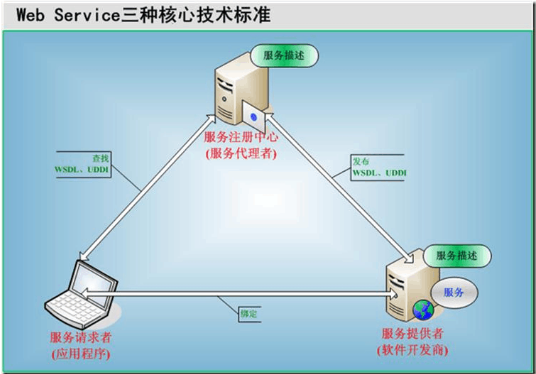 Web Service三种核心技术标准
服务描述
服务注册中心
(服务代理者)
查找
WSDL、UDDI
发布
WSDL、UDDI
服务描述
服务
绑定
服务请求者
(应用程序)
服务提供者
(软件开发商)